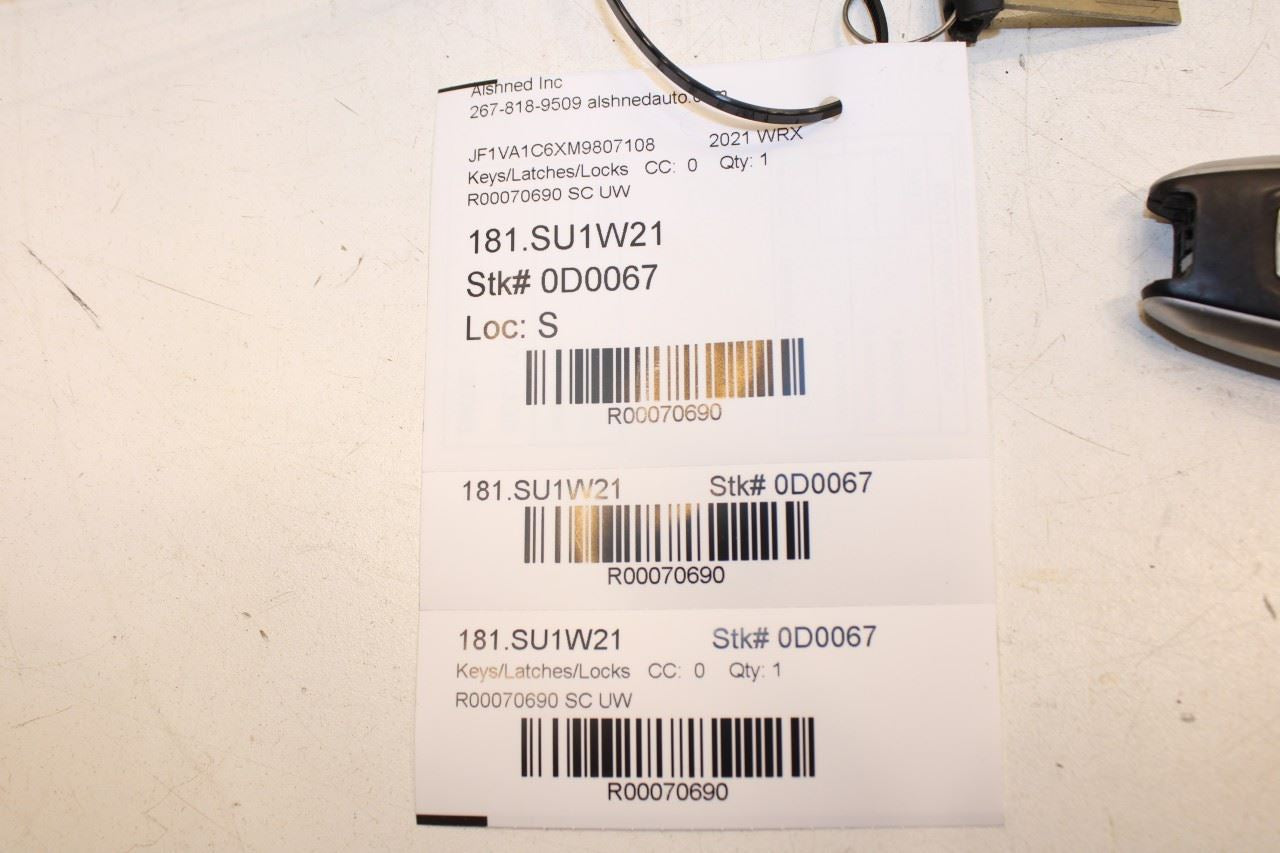 Alshned Inc
267-818-9509 alshnedauto.com
JF1VA1C6XM9807108 2021 WRX
Keys/Latches/Locks CC: 0 Qty: 1
R00070690 SC UW
181.SU1W21
Stk# 0D0067
Loc: S
R00070690
181.SU1W21 Stk# 0D0067
R00070690
181.SU1W21 Stk# 0D0067
Keys/Latches/Locks CC: 0 Qty: 1
R00070690 SC UW
R00070690